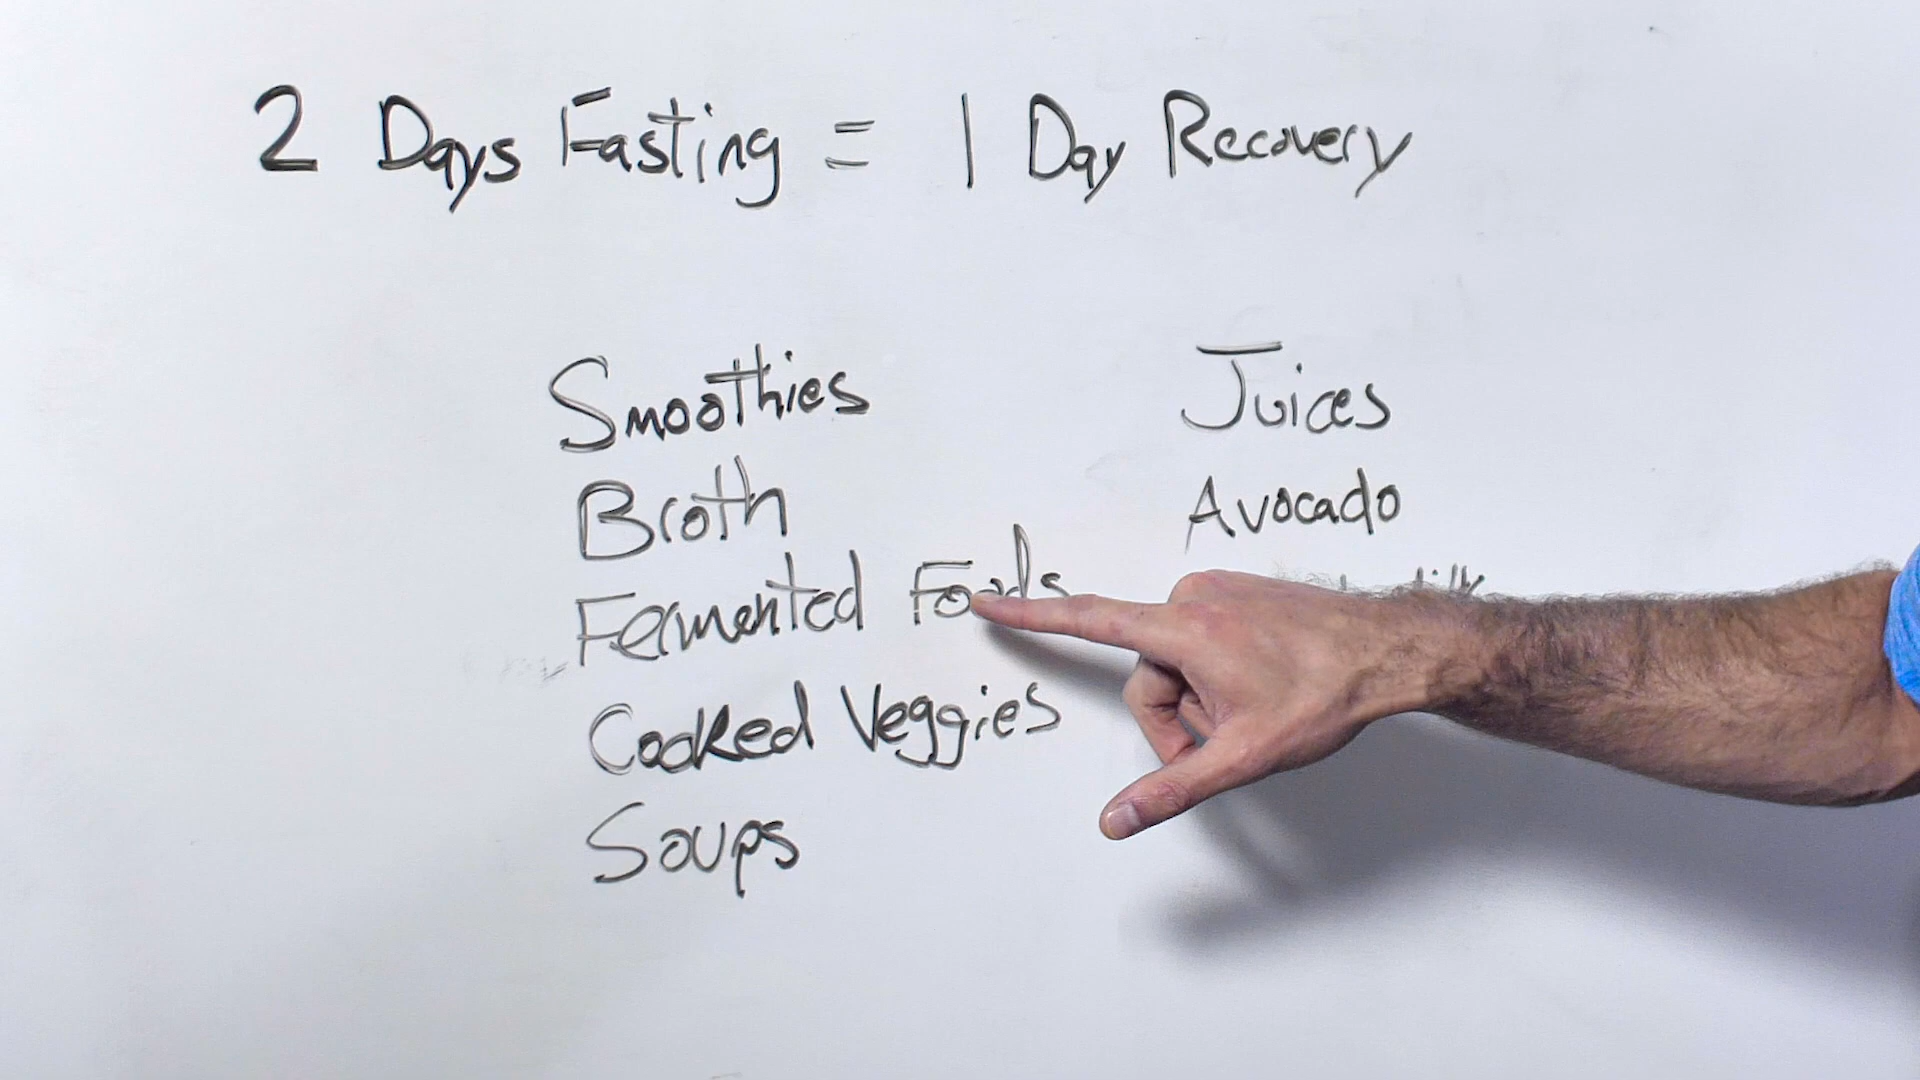 2 Days Fasting = 1 Day Recovery
Smoothies
Broth
Fermented Foods
Cooked Veggies
Soups
Juices
Avocado